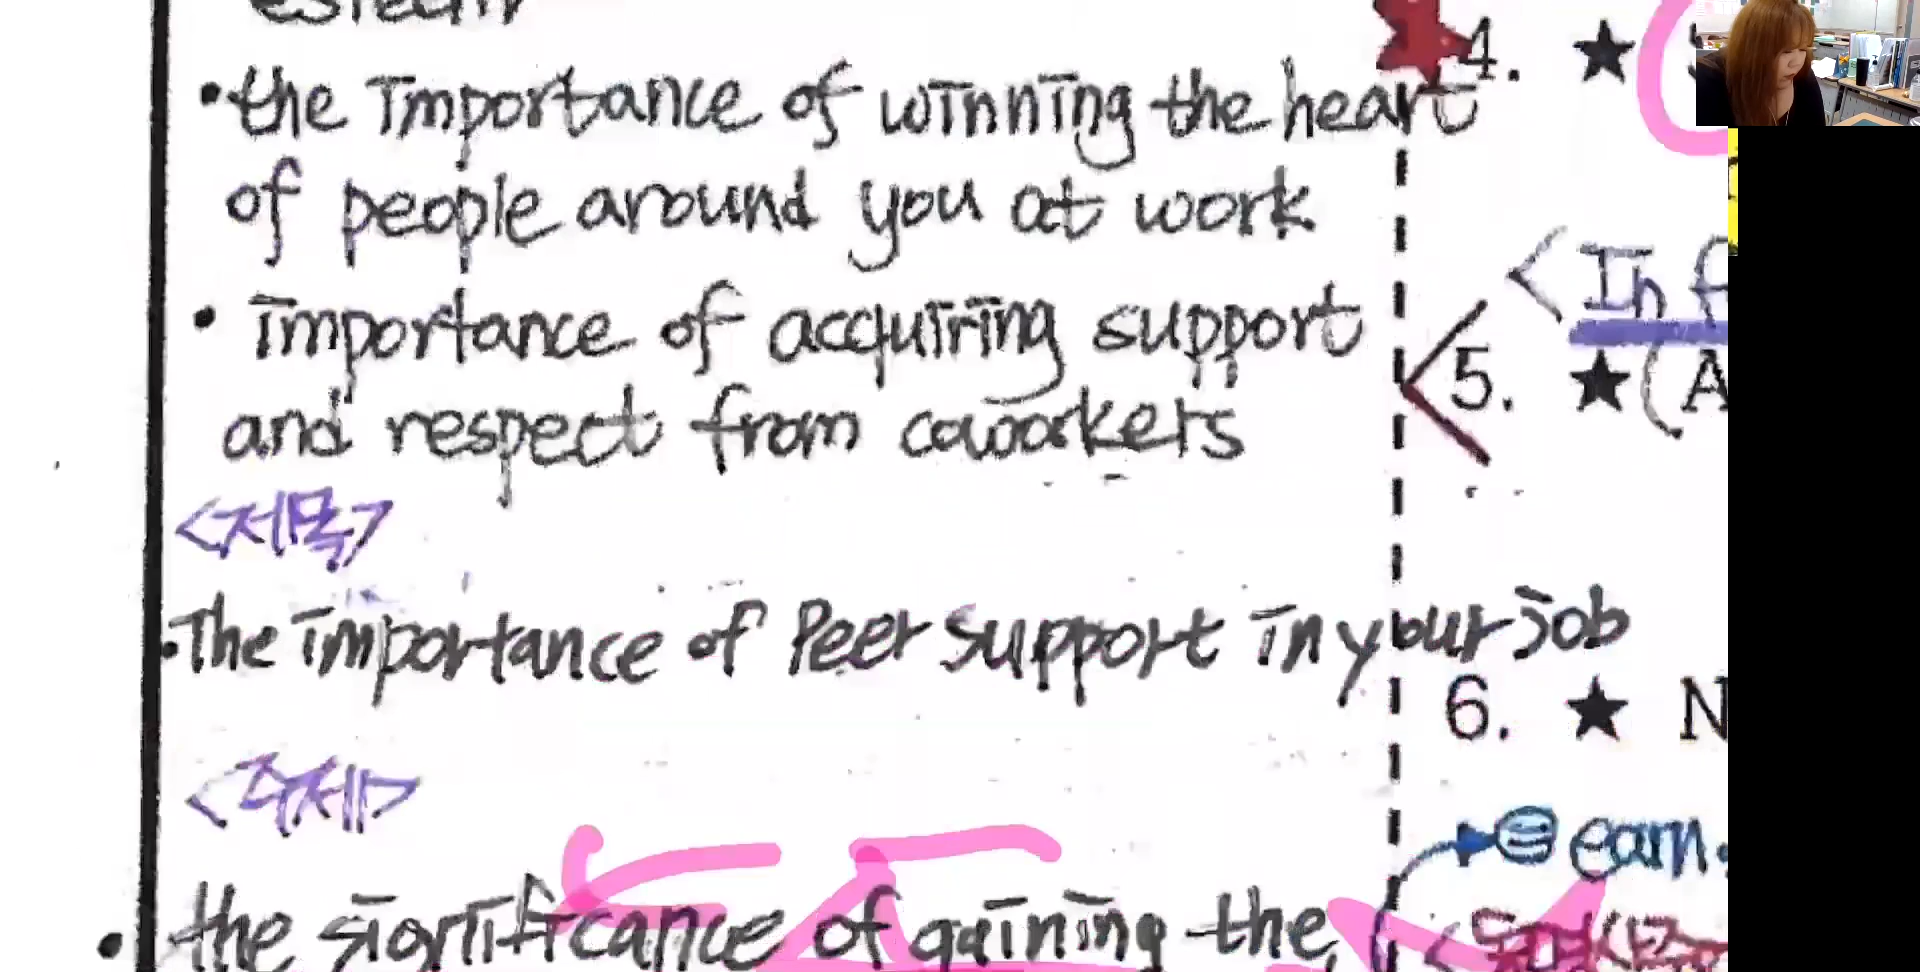 • the importance of winning the heart
of people around you at work
• importance of acquiring support
and respect from coworkers
<제목>
• The importance of Peer Support in your job
<주제>
• the significance of gaining the
4. ★
<In f
5. ★ (A
6. ★ N
earn.